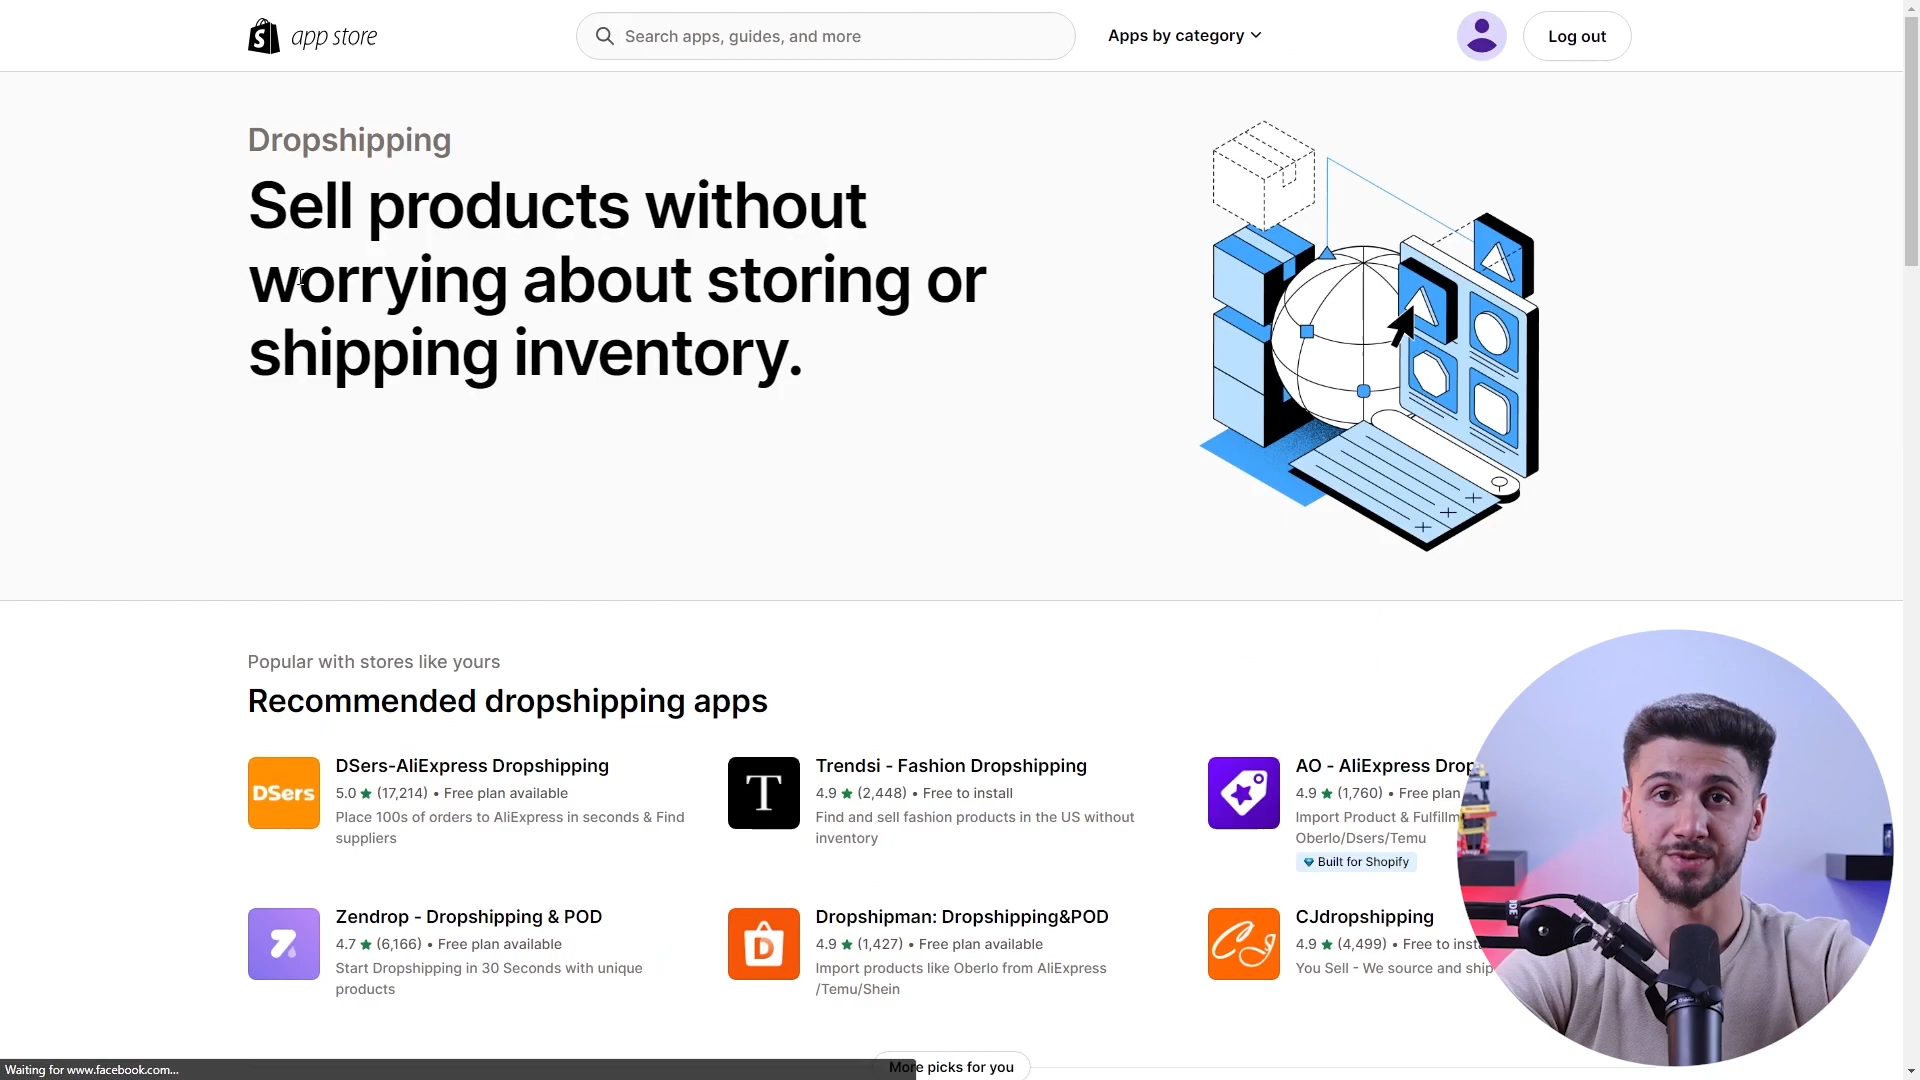 app store
Search apps, guides, and more
Apps by category
Log out
Dropshipping
Sell products without
worrying about storing or
shipping inventory.
Popular with stores like yours
Recommended dropshipping apps
DSers
DSers-AliExpress Dropshipping
5.0 ★ (17,214) • Free plan available
Place 100s of orders to AliExpress in seconds & Find
suppliers
T
Trendsi - Fashion Dropshipping
4.9 ★ (2,448) • Free to install
Find and sell fashion products in the US without
inventory
AO - AliExpress Drop
4.9 ★ (1,760) • Free plan
Import Product & Fulfillm
Oberlo/Dsers/Temu
Built for Shopify
Zendrop - Dropshipping & POD
4.7 ★ (6,166) • Free plan available
Start Dropshipping in 30 Seconds with unique
products
D
Dropshipman: Dropshipping&POD
4.9 ★ (1,427) • Free plan available
Import products like Oberlo from AliExpress
/Temu/Shein
CJ
CJdropshipping
4.9 ★ (4,499) • Free to insta
You Sell - We source and ship
More picks for you
Waiting for www.facebook.com...